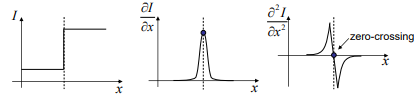 I
x
∂I
∂x
x
∂²I
∂x²
zero-crossing
x